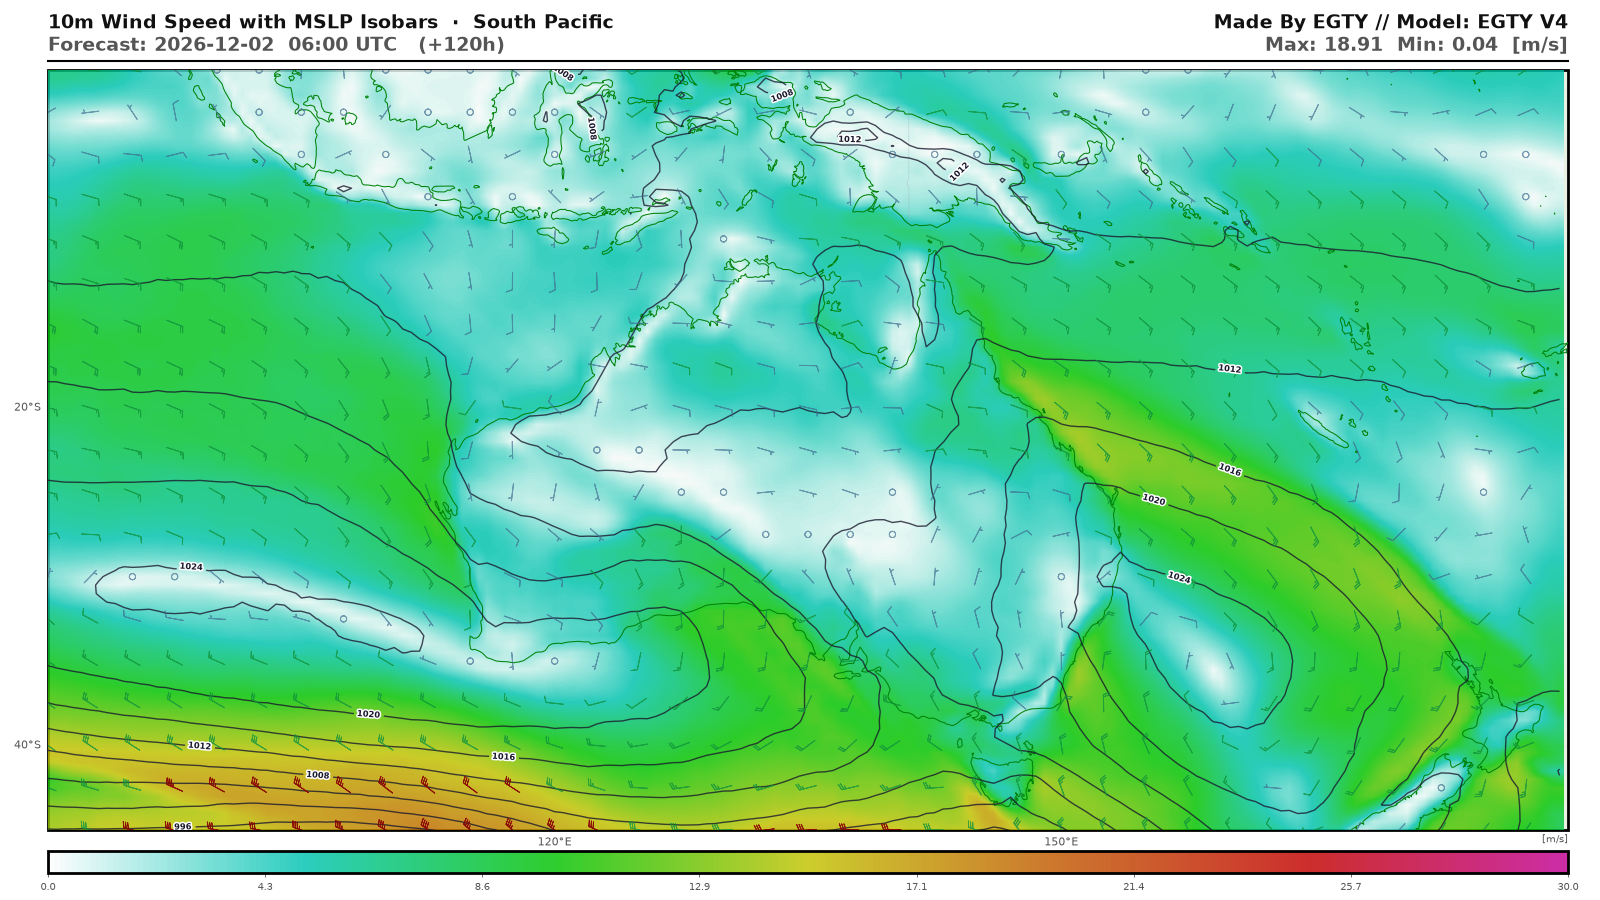 10m Wind Speed with MSLP Isobars · South Pacific
Made By EGTY // Model: EGTY V4
Forecast: 2026-12-02 06:00 UTC (+120h)
Max: 18.91 Min: 0.04 [m/s]
008
1008
1008
1012
1012
1012
1016
1020
1024
1024
1020
1012
1016
1008
996
20°S
40°S
120°E
150°E
[m/s]
0.0
4.3
8.6
12.9
17.1
21.4
25.7
30.0